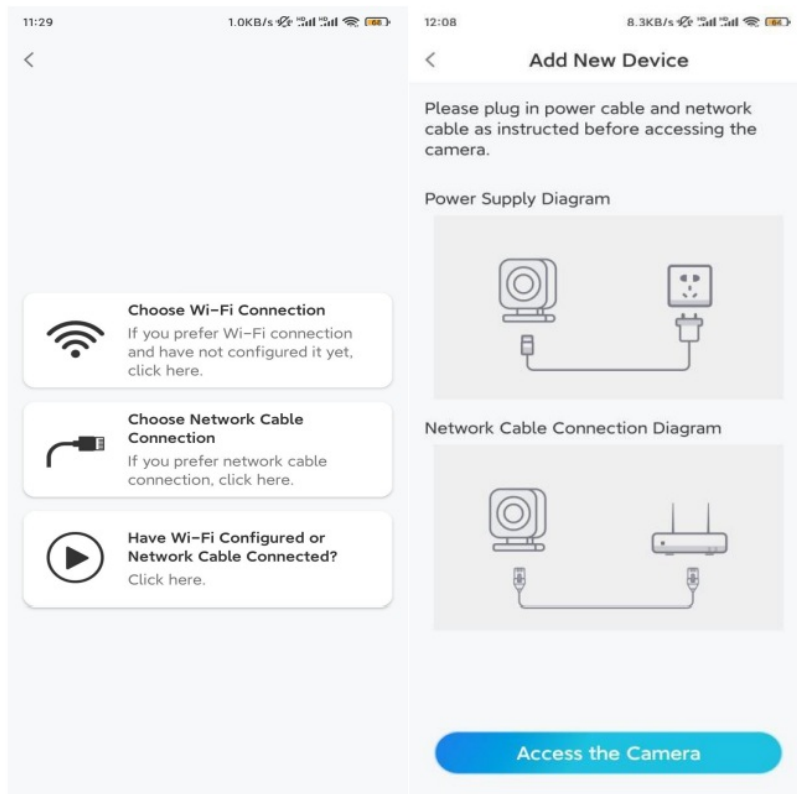 11:29
1.0KB/s
68
Choose Wi-Fi Connection
If you prefer Wi-Fi connection
and have not configured it yet,
click here.
Choose Network Cable
Connection
If you prefer network cable
connection, click here.
Have Wi-Fi Configured or
Network Cable Connected?
Click here.
12:08
8.3KB/s
64
Add New Device
Please plug in power cable and network
cable as instructed before accessing the
camera.
Power Supply Diagram
Network Cable Connection Diagram
Access the Camera